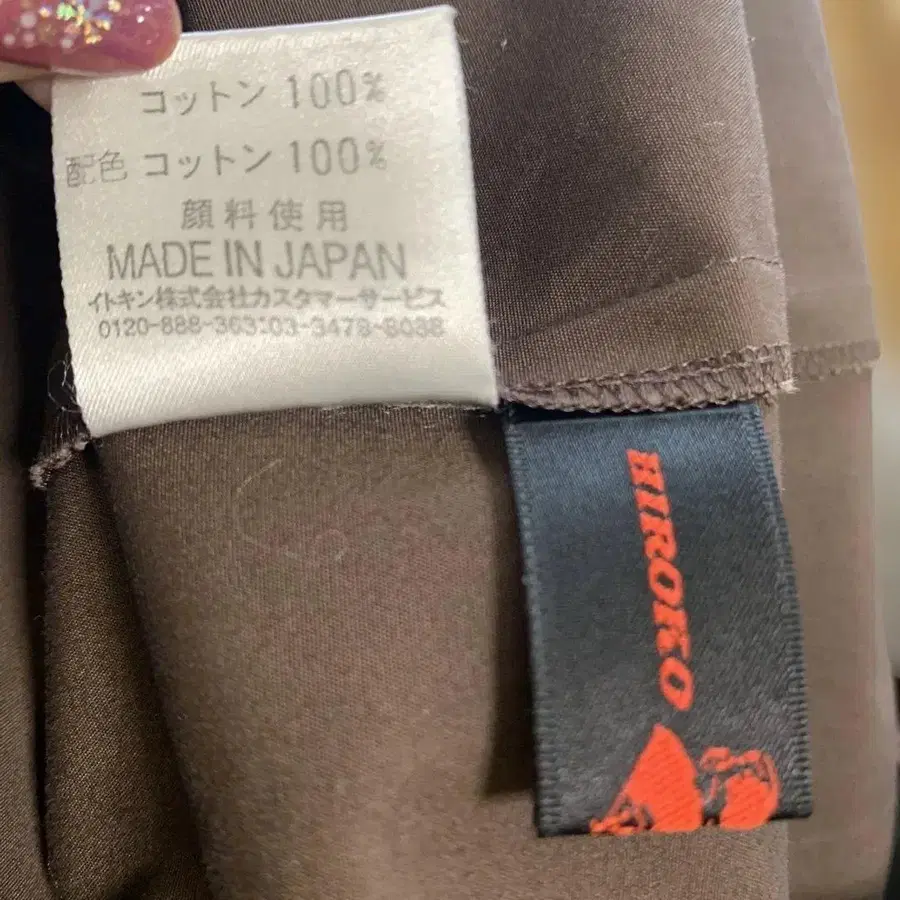 コットン 100%
配色 コットン 100%
顔料使用
MADE IN JAPAN
イトキン株式会社カスタマーサービス
0120-888-363:03-3478-8038
HIROKO